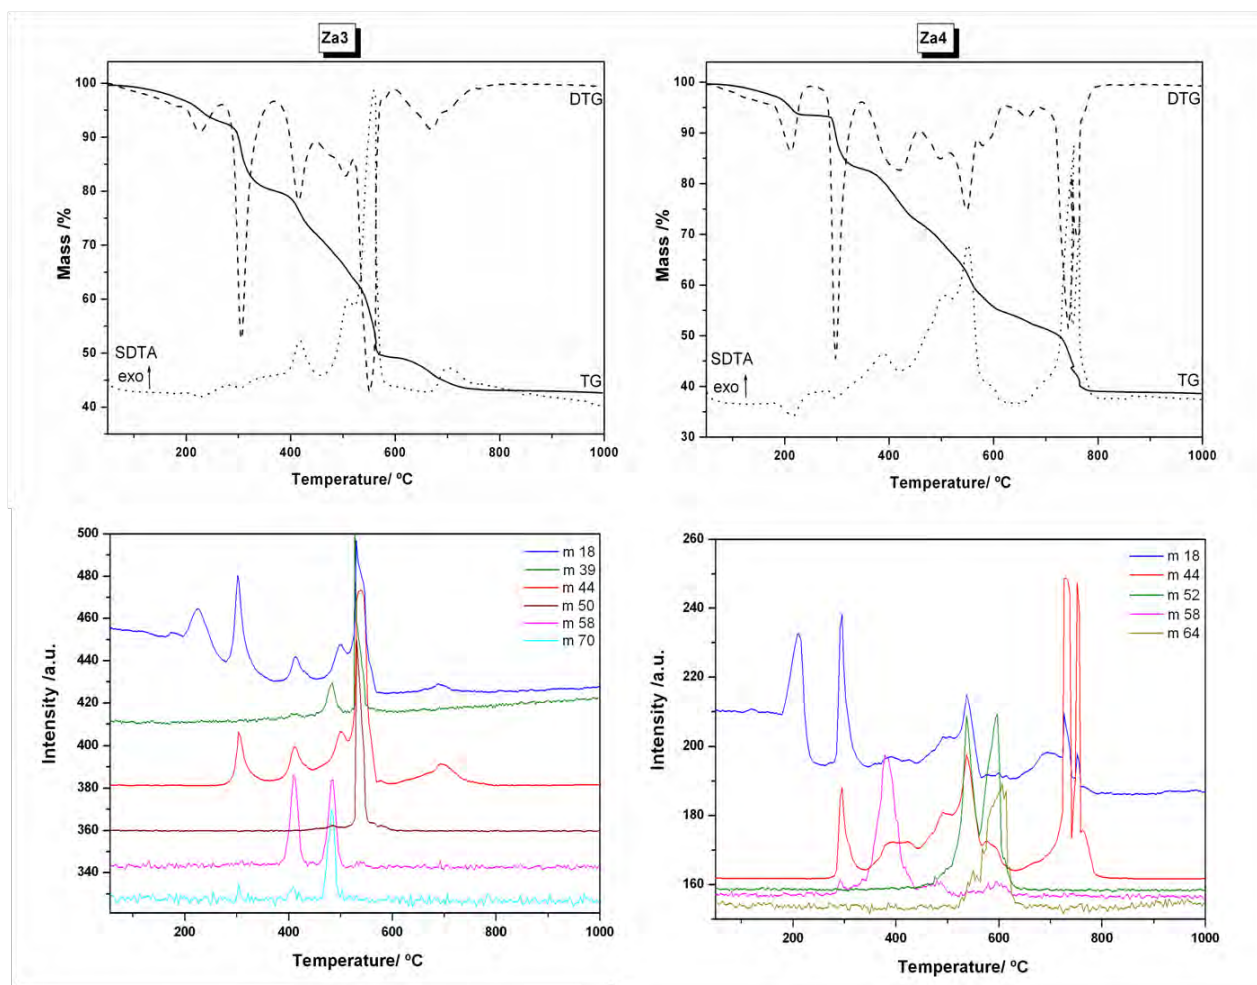 Za3
100
90
80
70
60
50
40
Mass /%
DTG
SDTA
exo
TG
200
400
600
800
1000
Temperature/ ºC
Za4
100
90
80
70
60
50
40
30
Mass /%
DTG
SDTA
exo
TG
200
400
600
800
1000
Temperature/ ºC
500
480
460
440
420
400
380
360
340
Intensity /a.u.
m 18
m 39
m 44
m 50
m 58
m 70
200
400
600
800
1000
Temperature/ ºC
260
240
220
200
180
160
Intensity /a.u.
m 18
m 44
m 52
m 58
m 64
200
400
600
800
1000
Temperature/ ºC